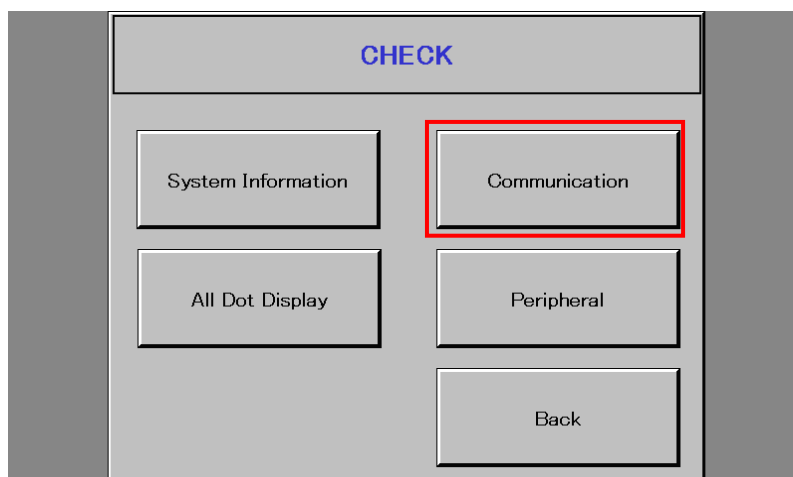 CHECK
System Information
Communication
All Dot Display
Peripheral
Back